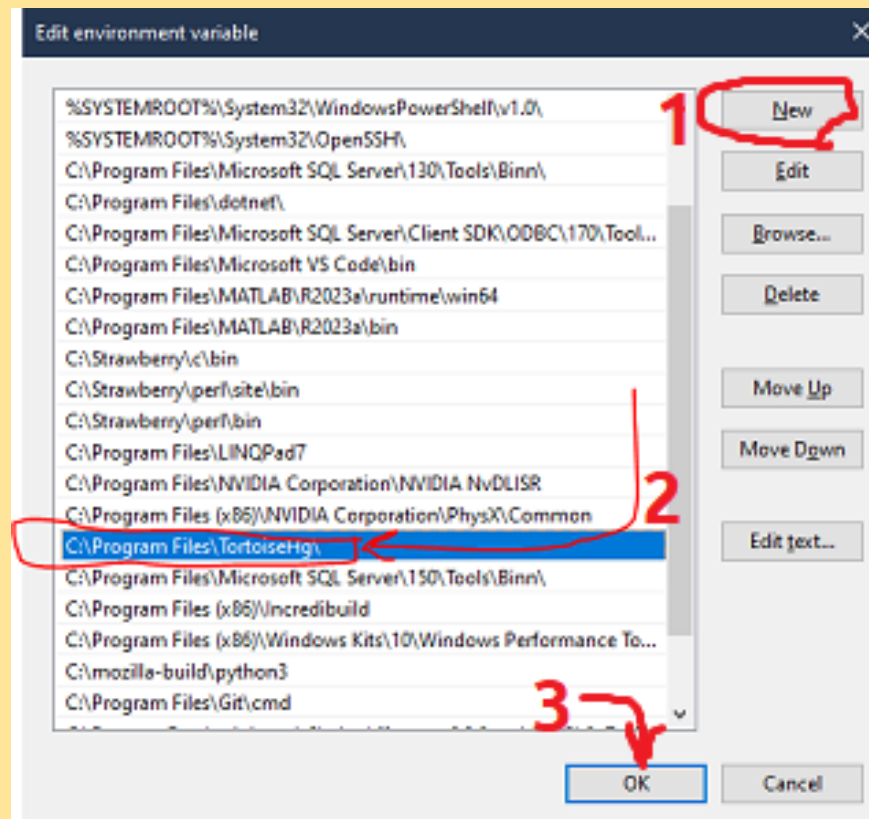 Edit environment variable
%SYSTEMROOT%\System32\WindowsPowerShell\v1.0\
%SYSTEMROOT%\System32\OpenSSH\
C:\Program Files\Microsoft SQL Server\130\Tools\Binn\
C:\Program Files\dotnet\
C:\Program Files\Microsoft SQL Server\Client SDK\ODBC\170\Tool...
C:\Program Files\Microsoft VS Code\bin
C:\Program Files\MATLAB\R2023a\runtime\win64
C:\Program Files\MATLAB\R2023a\bin
C:\Strawberry\c\bin
C:\Strawberry\perl\site\bin
C:\Strawberry\perl\bin
C:\Program Files\LINQPad7
C:\Program Files\NVIDIA Corporation\NVIDIA NvDLISR
C:\Program Files (x86)\NVIDIA Corporation\PhysX\Common
C:\Program Files\TortoiseHg\
C:\Program Files\Microsoft SQL Server\150\Tools\Binn\
C:\Program Files (x86)\Incredibuild
C:\Program Files (x86)\Windows Kits\10\Windows Performance To...
C:\mozilla-build\python3
C:\Program Files\Git\cmd
1
New
Edit
Browse...
Delete
Move Up
Move Down
2
Edit text...
3
OK
Cancel